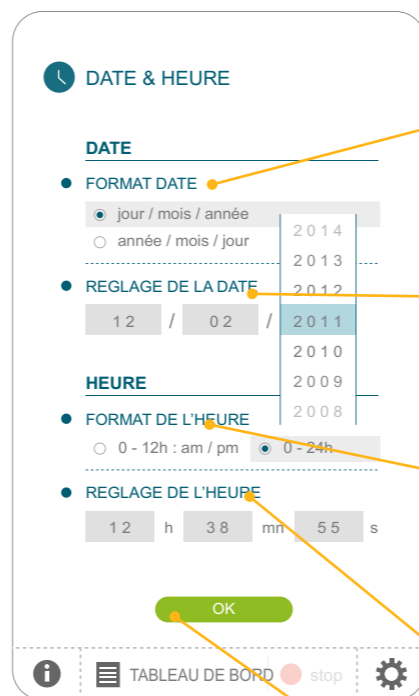 DATE & HEURE
DATE
FORMAT DATE
jour / mois / année
année / mois / jour
REGLAGE DE LA DATE
12 / 02 /
2014
2013
2012
2011
2010
2009
2008
HEURE
FORMAT DE L'HEURE
0 - 12h : am / pm 0 - 24h
REGLAGE DE L'HEURE
12 h 38 mn 55 s
OK
i TABLEAU DE BORD stop